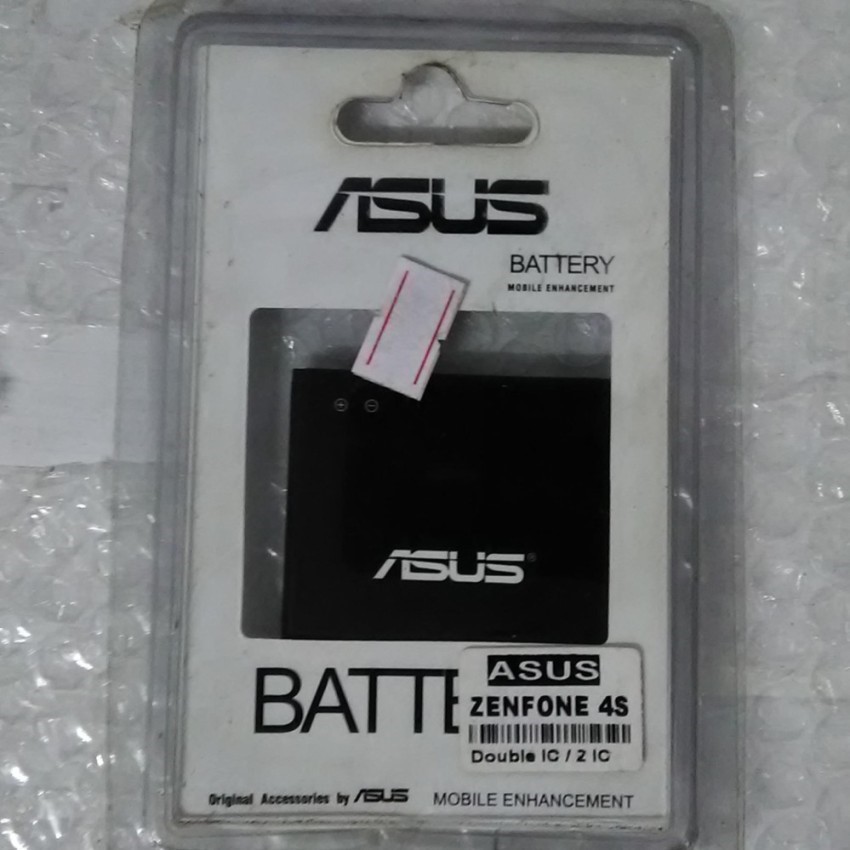 ASUS
BATTERY
MOBILE ENHANCEMENT
ASUS®
BATTE
ASUS
ZENFONE 4S
Double IC / 2 IC
Original Accessories by ASUS
MOBILE ENHANCEMENT